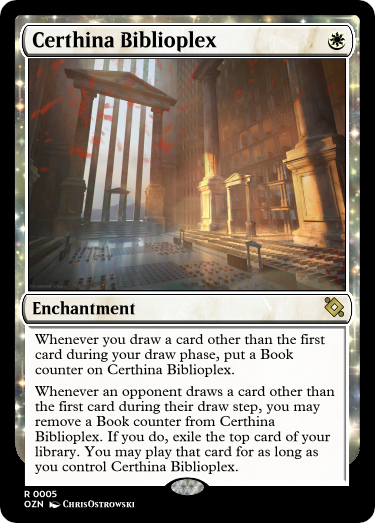 Certhina Biblioplex
Enchantment
Whenever you draw a card other than the first
card during your draw phase, put a Book
counter on Certhina Biblioplex.
Whenever an opponent draws a card other than
the first card during their draw step, you may
remove a Book counter from Certhina
Biblioplex. If you do, exile the top card of your
library. You may play that card for as long as
you control Certhina Biblioplex.
R 0005
OZN ChrisOstrowski